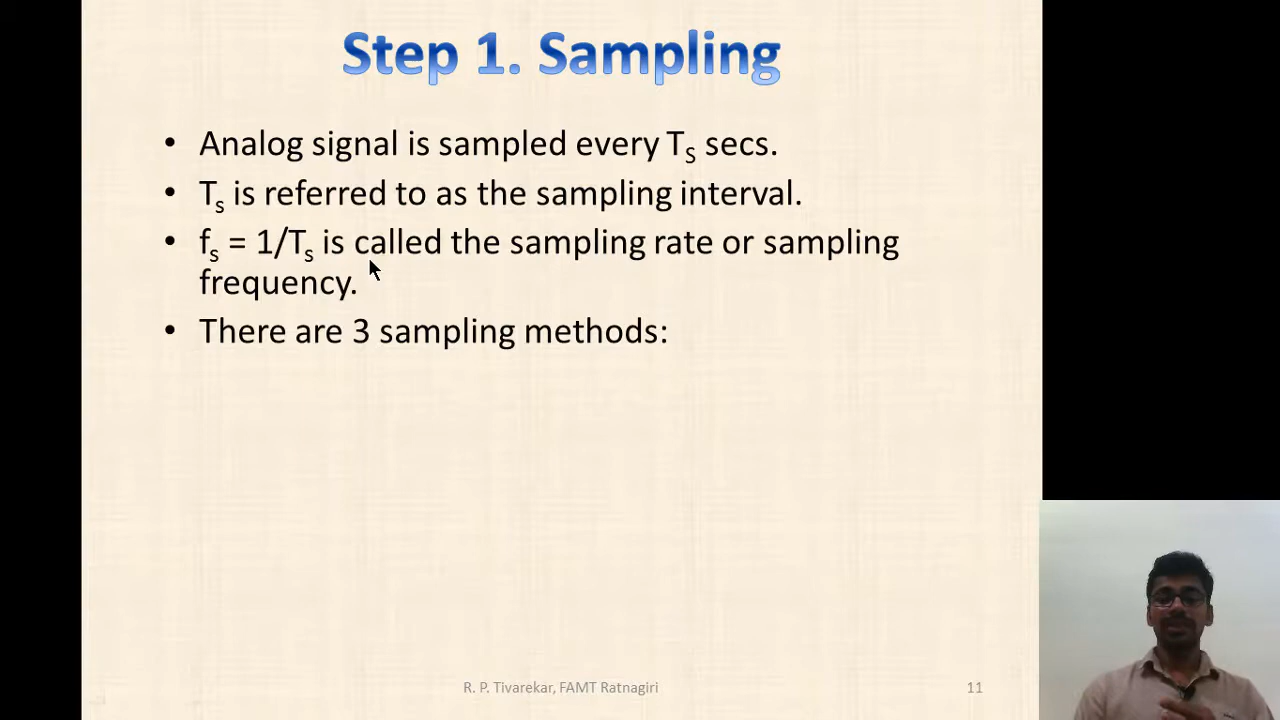 Step 1. Sampling
• Analog signal is sampled every TS secs.
• Ts is referred to as the sampling interval.
• fs = 1/Ts is called the sampling rate or sampling
frequency.
• There are 3 sampling methods:
R. P. Tivarekar, FAMT Ratnagiri
11